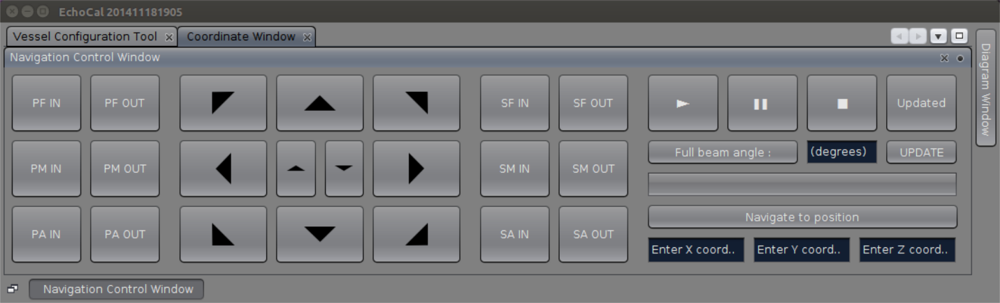 EchoCal 201411181905
Vessel Configuration Tool Coordinate Window
Navigation Control Window
Diagram Window
PF IN PF OUT SF IN SF OUT Updated
PM IN PM OUT SM IN SM OUT Full beam angle : (degrees) UPDATE
Navigate to position
PA IN PA OUT SA IN SA OUT
Enter X coord.. Enter Y coord.. Enter Z coord..
Navigation Control Window